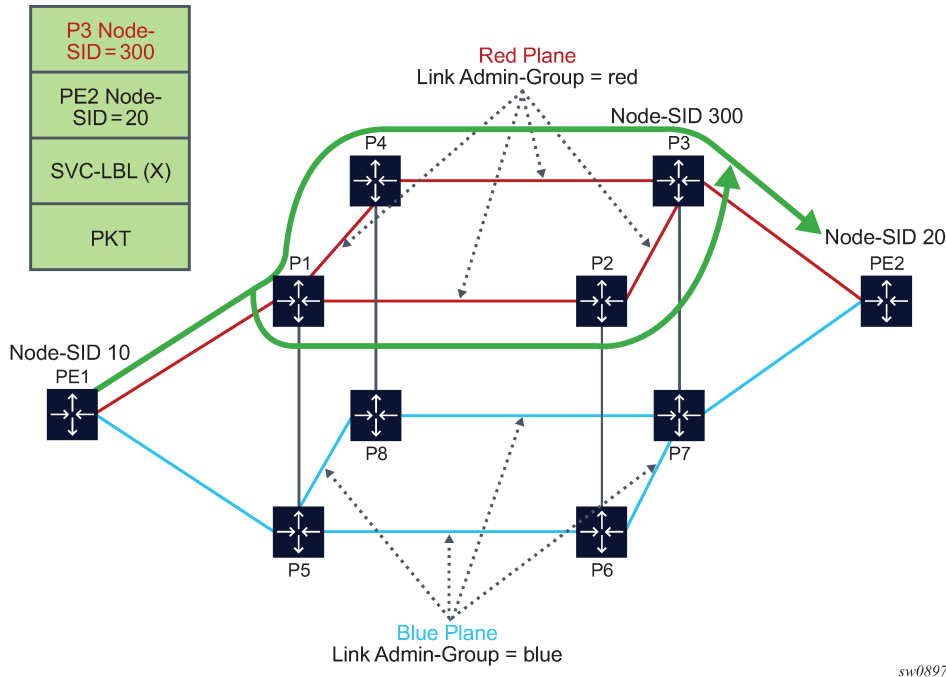 P3 Node-
SID = 300
PE2 Node-
SID = 20
SVC-LBL (X)
PKT
Red Plane
Link Admin-Group = red
Node-SID 300
P4
P3
Node-SID 20
PE2
P1
P2
Node-SID 10
PE1
P8
P7
P5
P6
Blue Plane
Link Admin-Group = blue
sw0897